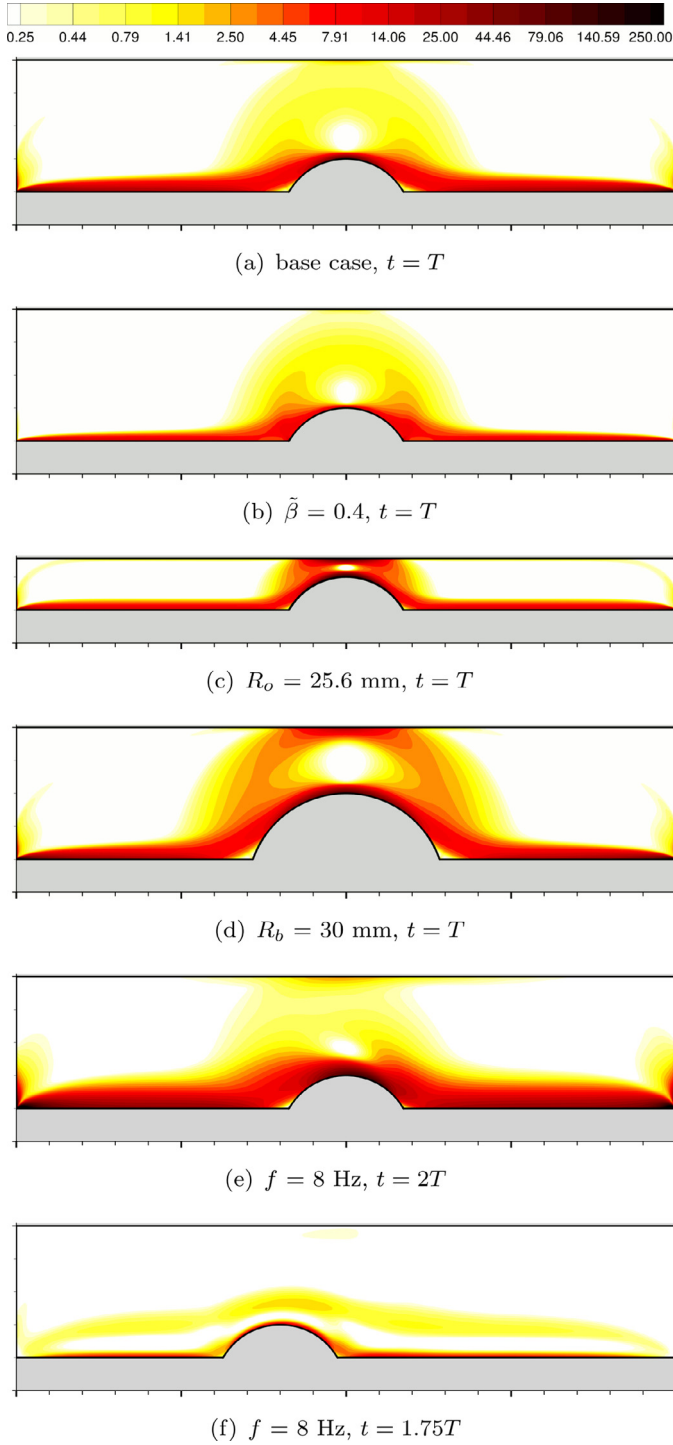 0.25 0.44 0.79 1.41 2.50 4.45 7.91 14.06 25.00 44.46 79.06 140.59 250.00
(a) base case, t = T
(b) β̃ = 0.4, t = T
(c) Rₒ = 25.6 mm, t = T
(d) R_b = 30 mm, t = T
(e) f = 8 Hz, t = 2T
(f) f = 8 Hz, t = 1.75T